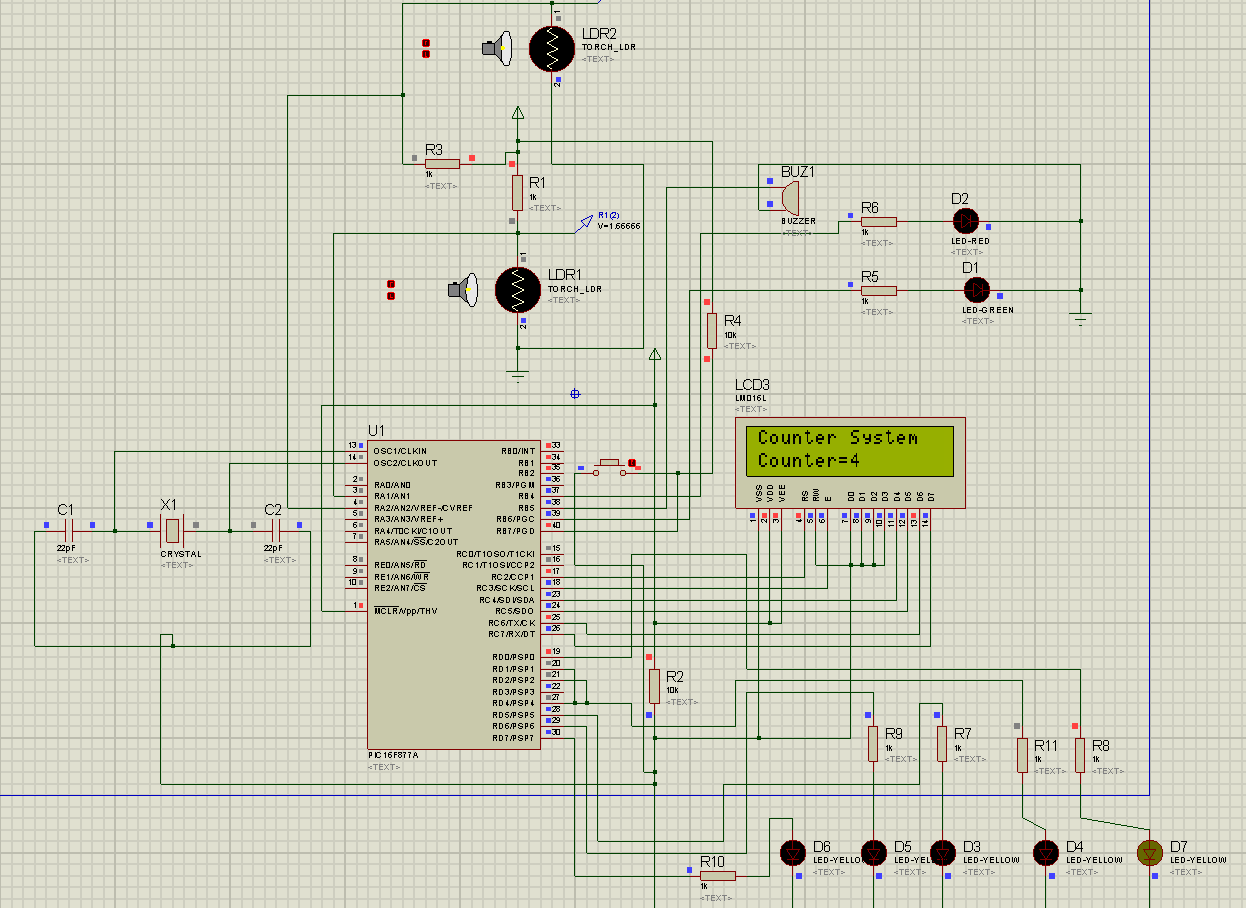 LDR2
TORCH_LDR
<TEXT>
1
2
R3
1k
<TEXT>
R1
1k
<TEXT>
R1(2)
V=1.66666
LDR1
TORCH_LDR
<TEXT>
1
2
BUZ1
BUZZER
<TEXT>
R6
1k
<TEXT>
D2
LED-RED
<TEXT>
R5
1k
<TEXT>
D1
LED-GREEN
<TEXT>
R4
10k
<TEXT>
LCD3
LM016L
<TEXT>
Counter System
Counter=4
VSS VDD VEE RS RW E D0 D1 D2 D3 D4 D5 D6 D7
1 2 3 4 5 6 7 8 9 10 11 12 13 14
U1
13 OSC1/CLKIN
14 OSC2/CLKOUT
2 RA0/AN0
3 RA1/AN1
4 RA2/AN2/VREF-/CVREF
5 RA3/AN3/VREF+
6 RA4/T0CKI/C1OUT
7 RA5/AN4/SS/C2OUT
8 RE0/AN5/RD
9 RE1/AN6/WR
10 RE2/AN7/CS
1 MCLR/Vpp/THV
RB0/INT 33
RB1 34
RB2 35
RB3/PGM 36
RB4 37
RB5 38
RB6/PGC 39
RB7/PGD 40
RC0/T1OSO/T1CKI 15
RC1/T1OSI/CCP2 16
RC2/CCP1 17
RC3/SCK/SCL 18
RC4/SDI/SDA 23
RC5/SDO 24
RC6/TX/CK 25
RC7/RX/DT 26
RD0/PSP0 19
RD1/PSP1 20
RD2/PSP2 21
RD3/PSP3 22
RD4/PSP4 27
RD5/PSP5 28
RD6/PSP6 29
RD7/PSP7 30
PIC16F877A
<TEXT>
C1
22pF
<TEXT>
X1
CRYSTAL
<TEXT>
C2
22pF
<TEXT>
R2
10k
<TEXT>
R9
1k
<TEXT>
R7
1k
<TEXT>
R11
1k
<TEXT>
R8
1k
<TEXT>
R10
1k
<TEXT>
D6
LED-YELLO
<TEXT>
D5
LED-YEL
<TEXT>
D3
LED-YELLOW
<TEXT>
D4
LED-YELLOW
<TEXT>
D7
LED-YELLOW
<TEXT>